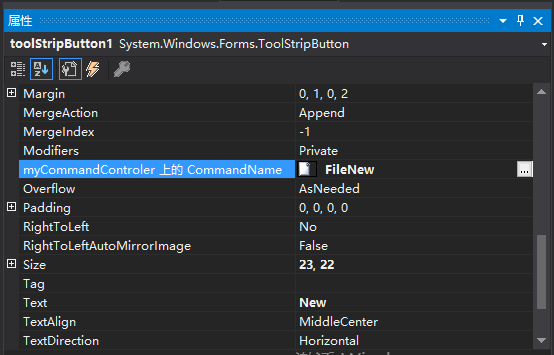 属性
toolStripButton1 System.Windows.Forms.ToolStripButton
Margin 0, 1, 0, 2
MergeAction Append
MergeIndex -1
Modifiers Private
myCommandControler 上的 CommandName FileNew ...
Overflow AsNeeded
Padding 0, 0, 0, 0
RightToLeft No
RightToLeftAutoMirrorImage False
Size 23, 22
Tag
Text New
TextAlign MiddleCenter
TextDirection Horizontal